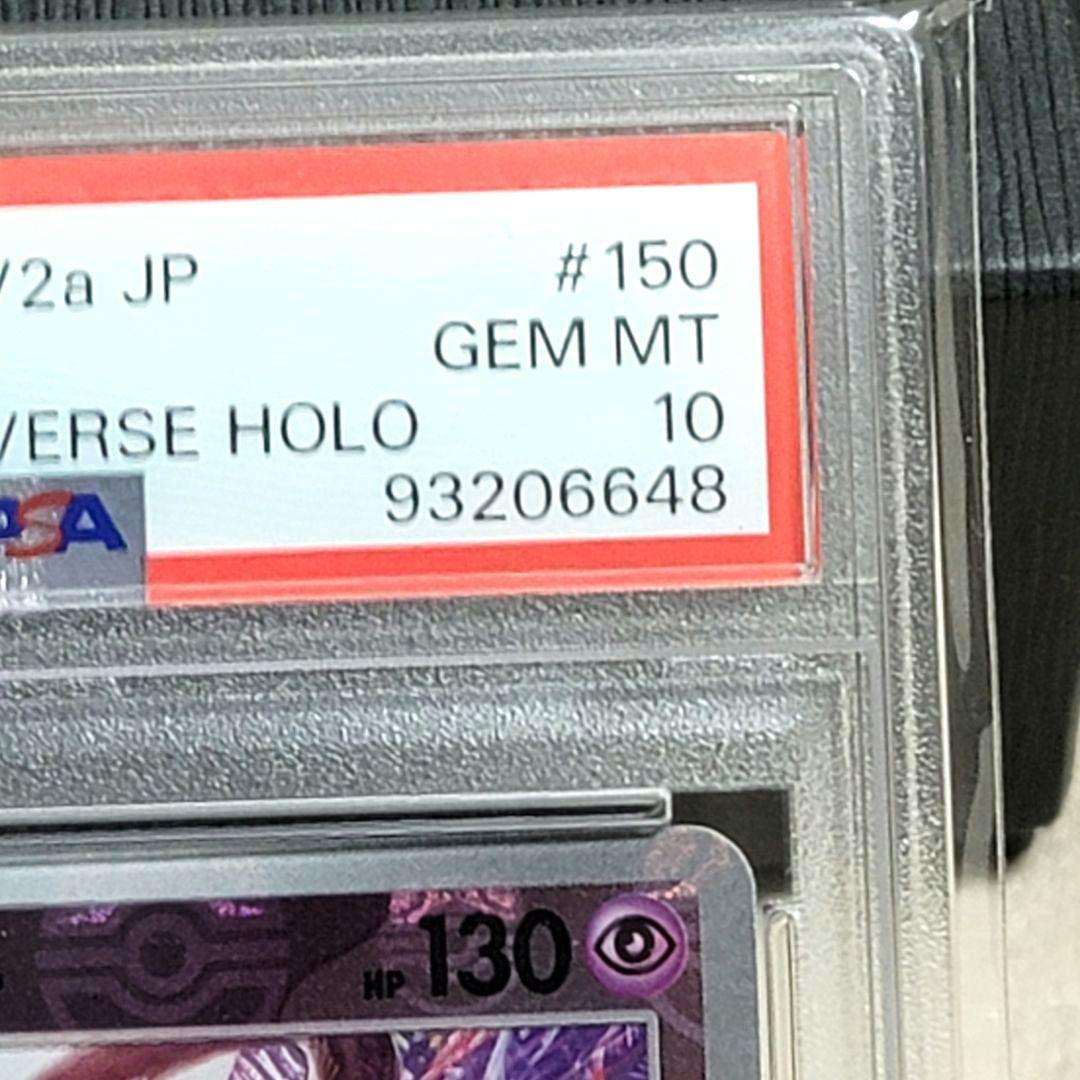 /2a JP #150
GEM MT
VERSE HOLO 10
93206648
PSA
HP 130